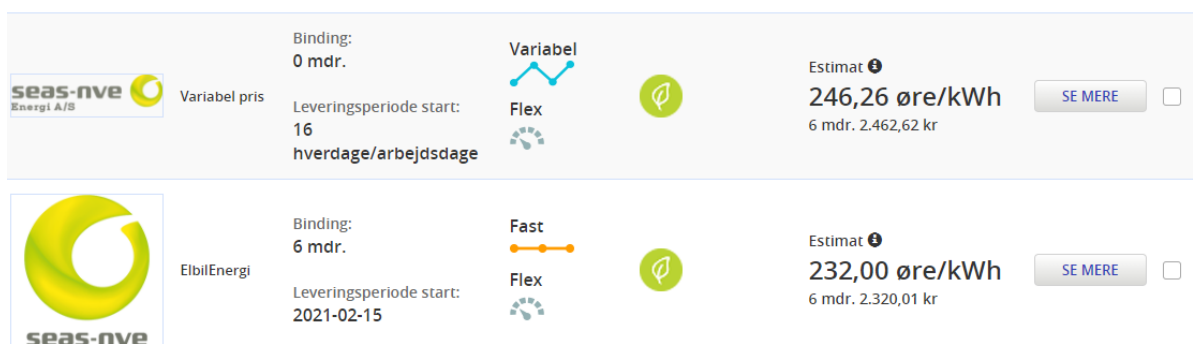 seas-nve
Energi A/S
Variabel pris
Binding:
0 mdr.
Leveringsperiode start:
16
hverdage/arbejdsdage
Variabel
Flex
Estimat
246,26 øre/kWh
6 mdr. 2.462,62 kr
SE MERE
seas-nve
ElbilEnergi
Binding:
6 mdr.
Leveringsperiode start:
2021-02-15
Fast
Flex
Estimat
232,00 øre/kWh
6 mdr. 2.320,01 kr
SE MERE